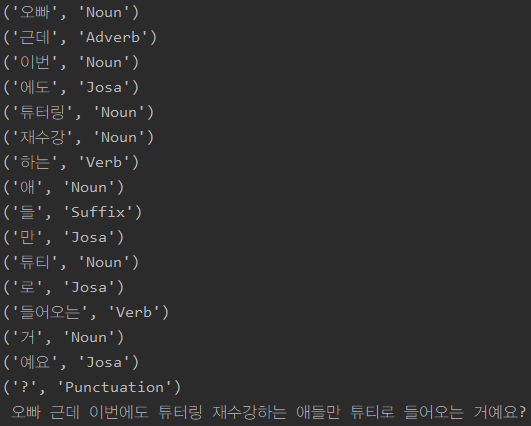 ('오빠', 'Noun')
('근데', 'Adverb')
('이번', 'Noun')
('에도', 'Josa')
('튜터링', 'Noun')
('재수강', 'Noun')
('하는', 'Verb')
('애', 'Noun')
('들', 'Suffix')
('만', 'Josa')
('튜티', 'Noun')
('로', 'Josa')
('들어오는', 'Verb')
('거', 'Noun')
('예요', 'Josa')
('?', 'Punctuation')
오빠 근데 이번에도 튜터링 재수강하는 애들만 튜티로 들어오는 거예요?